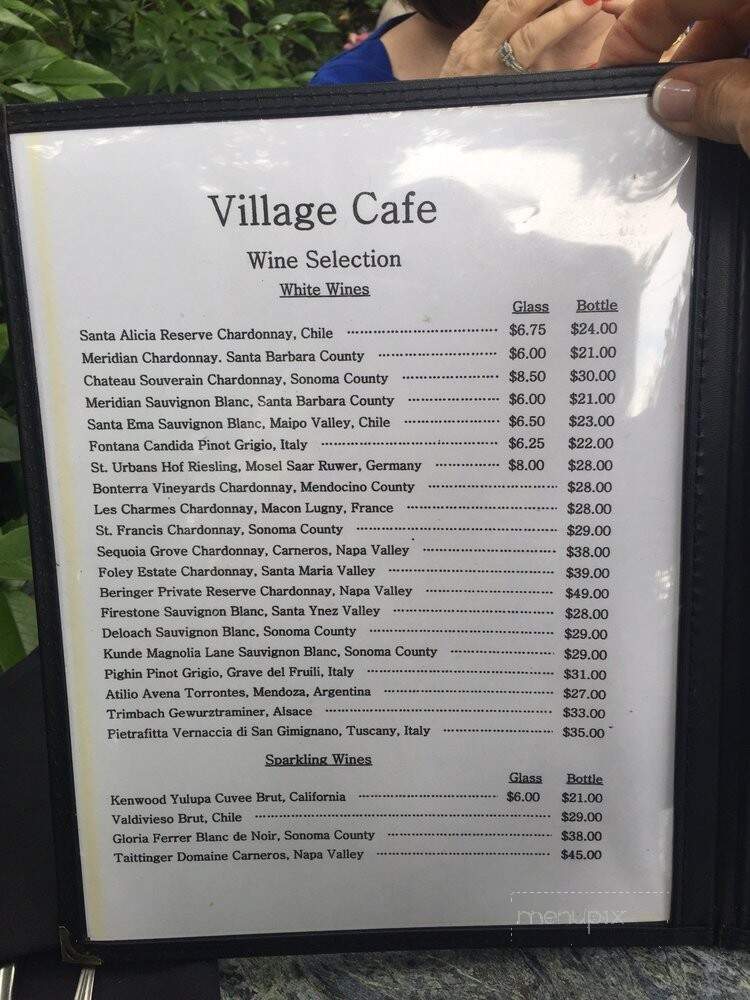 Village Cafe
Wine Selection
White Wines
Glass Bottle
Santa Alicia Reserve Chardonnay, Chile $6.75 $24.00
Meridian Chardonnay. Santa Barbara County $6.00 $21.00
Chateau Souverain Chardonnay, Sonoma County $8.50 $30.00
Meridian Sauvignon Blanc, Santa Barbara County $6.00 $21.00
Santa Ema Sauvignon Blanc, Maipo Valley, Chile $6.50 $23.00
Fontana Candida Pinot Grigio, Italy $6.25 $22.00
St. Urbans Hof Riesling, Mosel Saar Ruwer, Germany $8.00 $28.00
Bonterra Vineyards Chardonnay, Mendocino County $28.00
Les Charmes Chardonnay, Macon Lugny, France $28.00
St. Francis Chardonnay, Sonoma County $29.00
Sequoia Grove Chardonnay, Carneros, Napa Valley $38.00
Foley Estate Chardonnay, Santa Maria Valley $39.00
Beringer Private Reserve Chardonnay, Napa Valley $49.00
Firestone Sauvignon Blanc, Santa Ynez Valley $28.00
Deloach Sauvignon Blanc, Sonoma County $29.00
Kunde Magnolia Lane Sauvignon Blanc, Sonoma County $29.00
Pighin Pinot Grigio, Grave del Fruili, Italy $31.00
Atilio Avena Torrontes, Mendoza, Argentina $27.00
Trimbach Gewurztraminer, Alsace $33.00
Pietrafitta Vernaccia di San Gimignano, Tuscany, Italy $35.00
Sparkling Wines
Glass Bottle
Kenwood Yulupa Cuvee Brut, California $6.00 $21.00
Valdivieso Brut, Chile $29.00
Gloria Ferrer Blanc de Noir, Sonoma County $38.00
Taittinger Domaine Carneros, Napa Valley $45.00
menupix